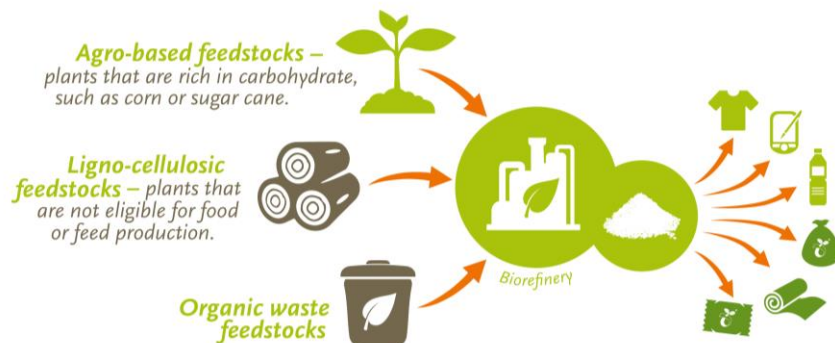 Agro-based feedstocks –
plants that are rich in carbohydrate,
such as corn or sugar cane.
Ligno-cellulosic
feedstocks – plants that
are not eligible for food
or feed production.
Organic waste
feedstocks
Biorefinery